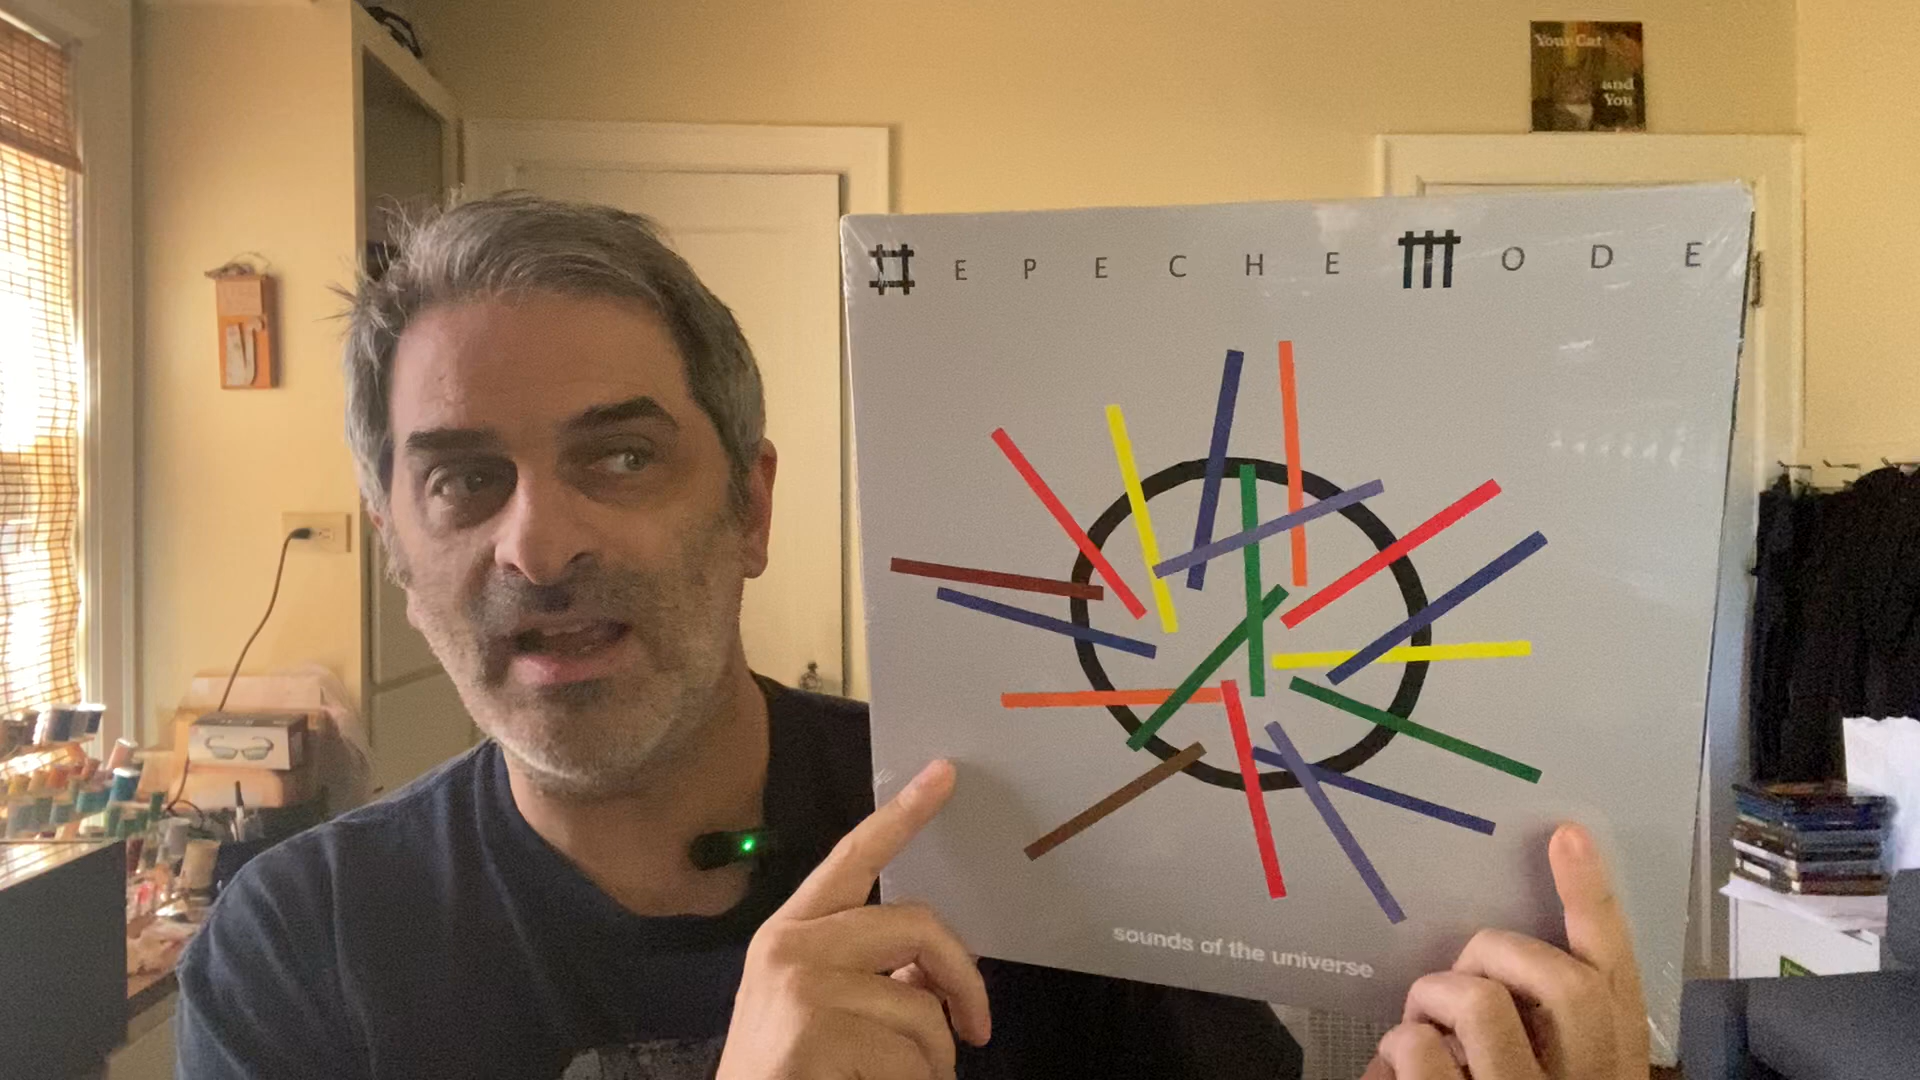 Your Cat
and
You
DEPECHE MODE
sounds of the universe